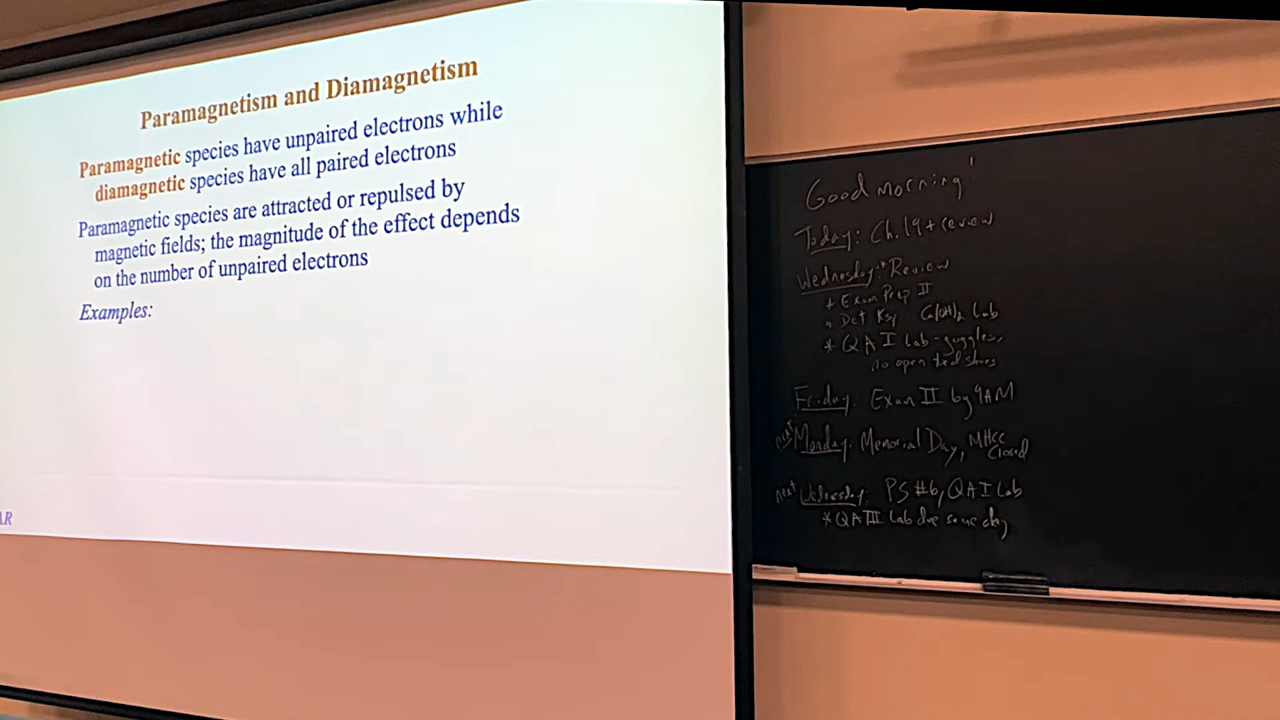 Paramagnetism and Diamagnetism
Paramagnetic species have unpaired electrons while
diamagnetic species have all paired electrons
Paramagnetic species are attracted or repulsed by
magnetic fields; the magnitude of the effect depends
on the number of unpaired electrons
Examples:
AR
Good morning!
Today: Ch.19 + review
Wednesday: * Review
* Exam Prep II
* Det Ksp Ca(OH)₂ Lab
* QA I Lab - goggles,
no open toed shoes
Friday: Exam II by 9AM
next Monday: Memorial Day, MHCC
Closed
next Wednesday: PS #6, QA I Lab
* QA III Lab due same day